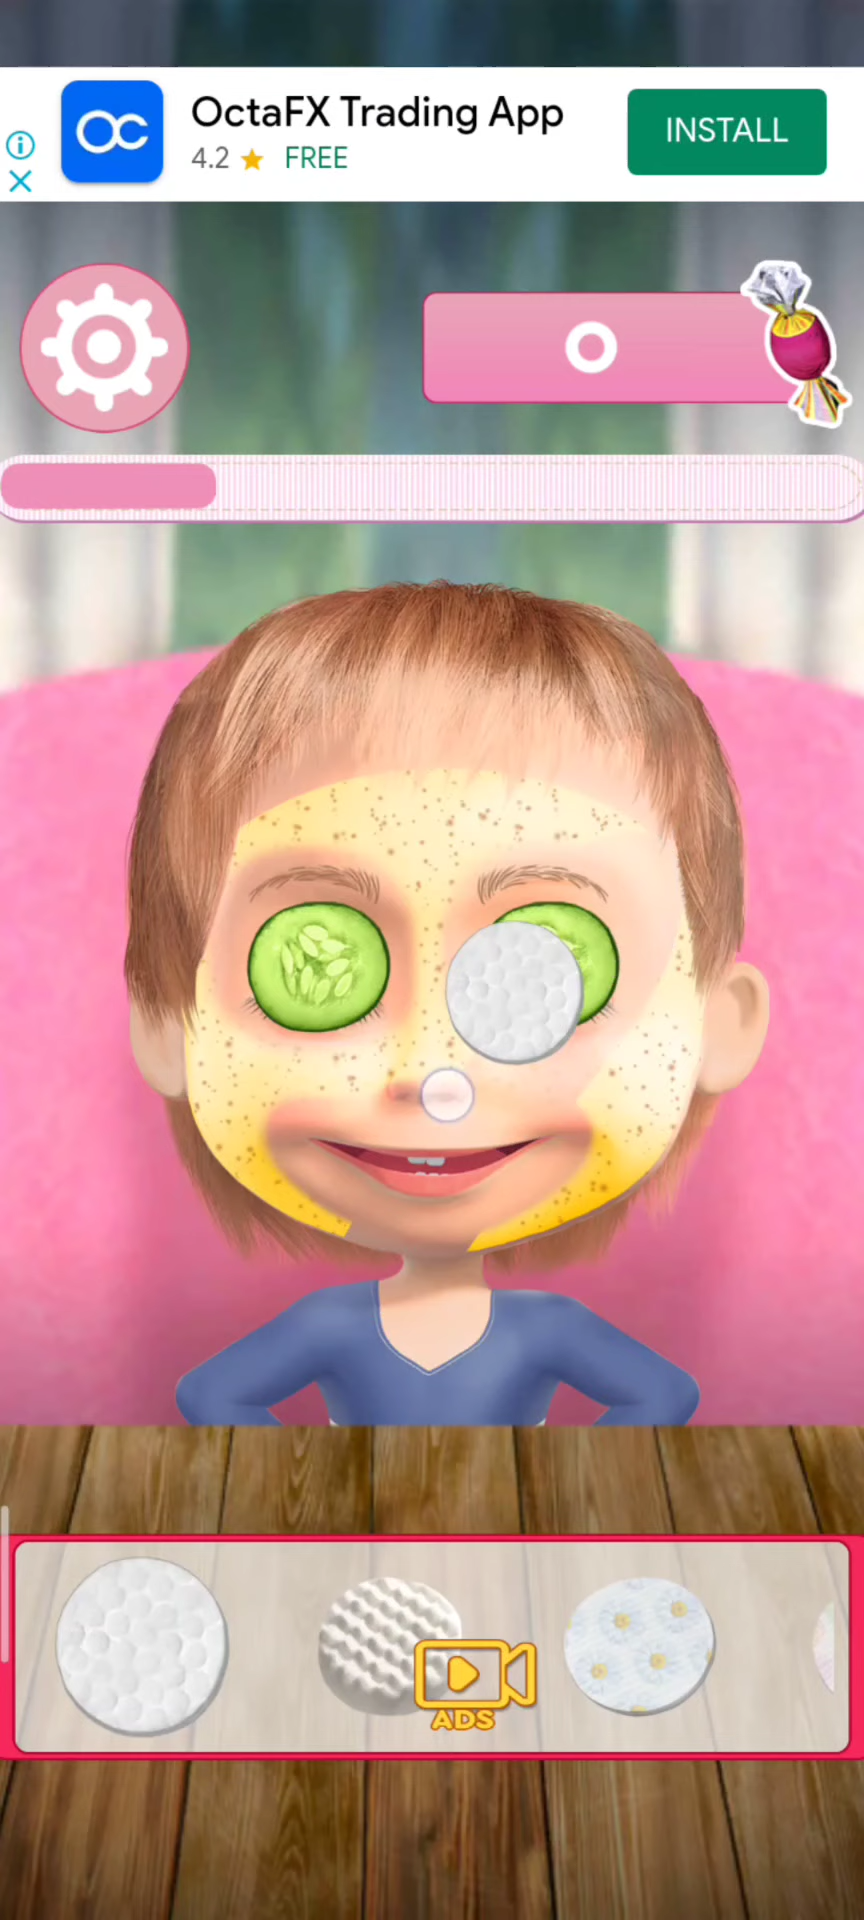 OctaFX Trading App
4.2 ★ FREE
INSTALL
0
ADS